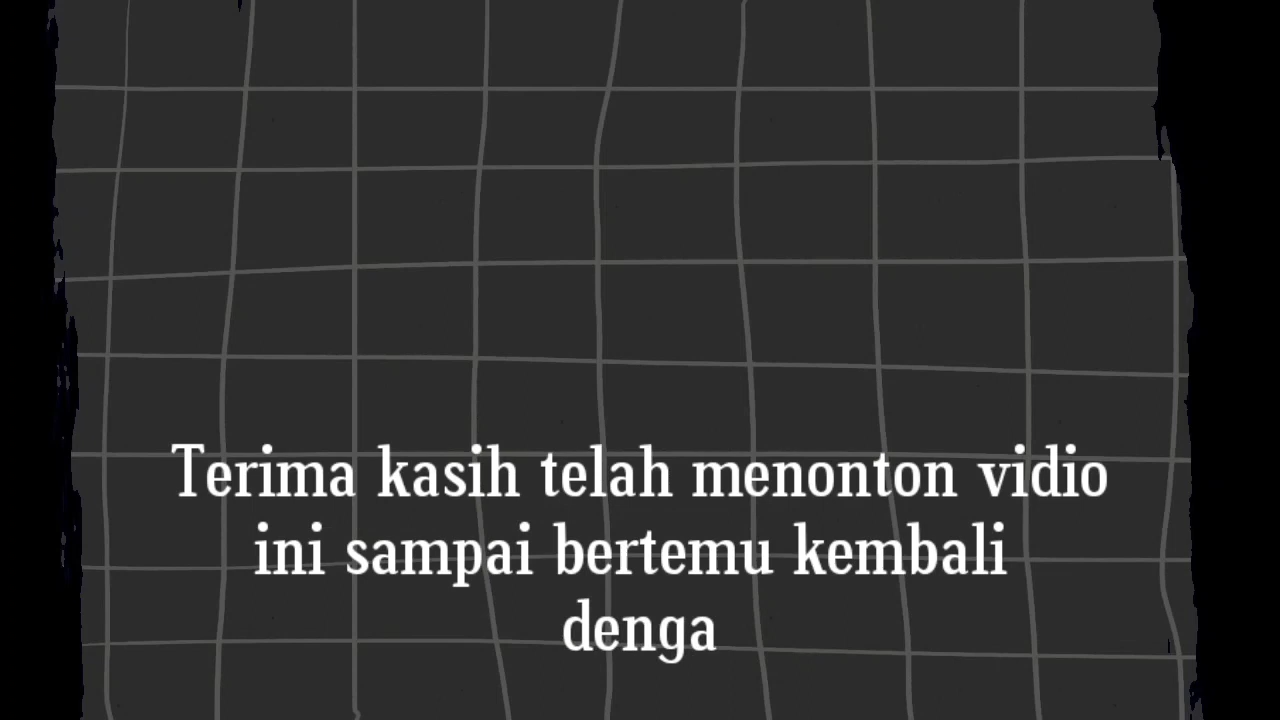 Terima kasih telah menonton vidio
ini sampai bertemu kembali
denga